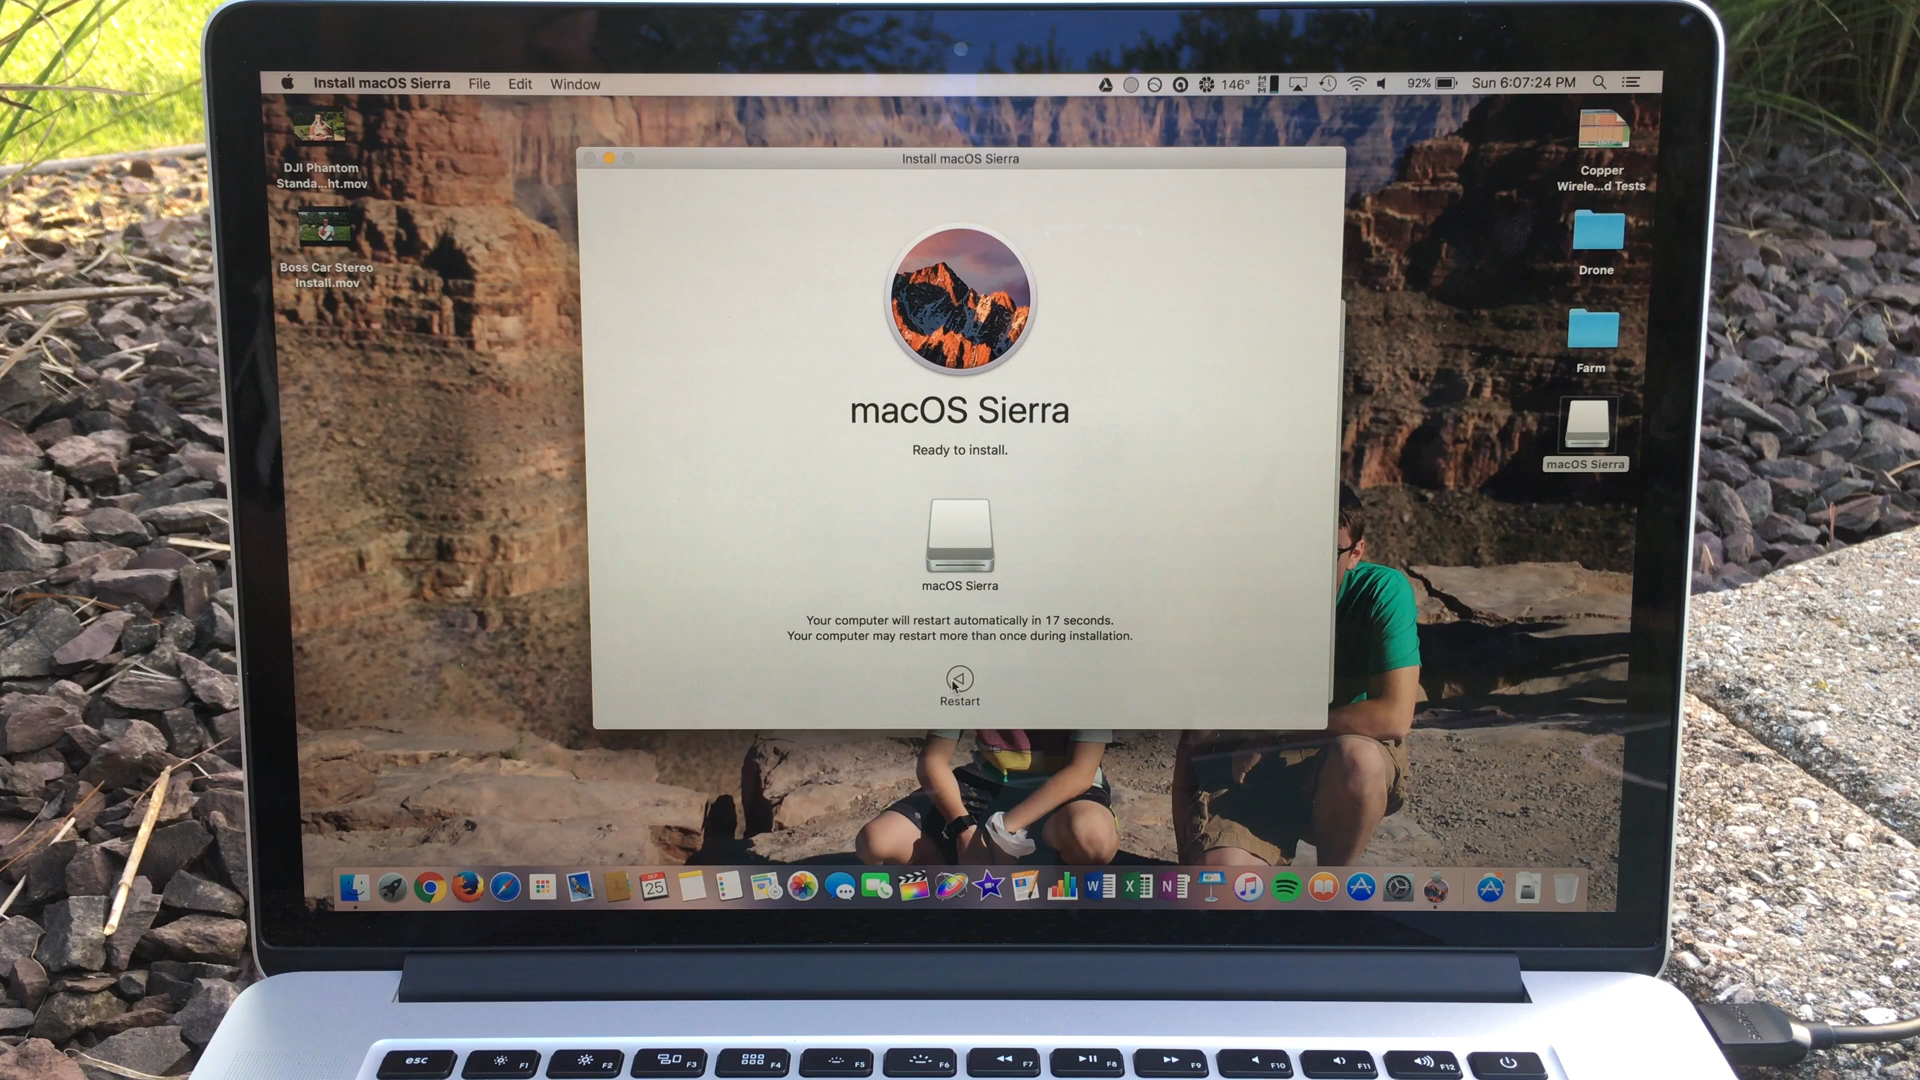 Install macOS Sierra File Edit Window 146° MEM 92% Sun 6:07:24 PM
DJI Phantom
Standa...ht.mov
Boss Car Stereo
Install.mov
Install macOS Sierra
macOS Sierra
Ready to install.
macOS Sierra
Your computer will restart automatically in 17 seconds.
Your computer may restart more than once during installation.
Restart
Copper
Wirele...d Tests
Drone
Farm
macOS Sierra
SEP
25
W X N
esc F1 F2 F3 F4 F5 F6 F7 F8 F9 F10 F11 F12